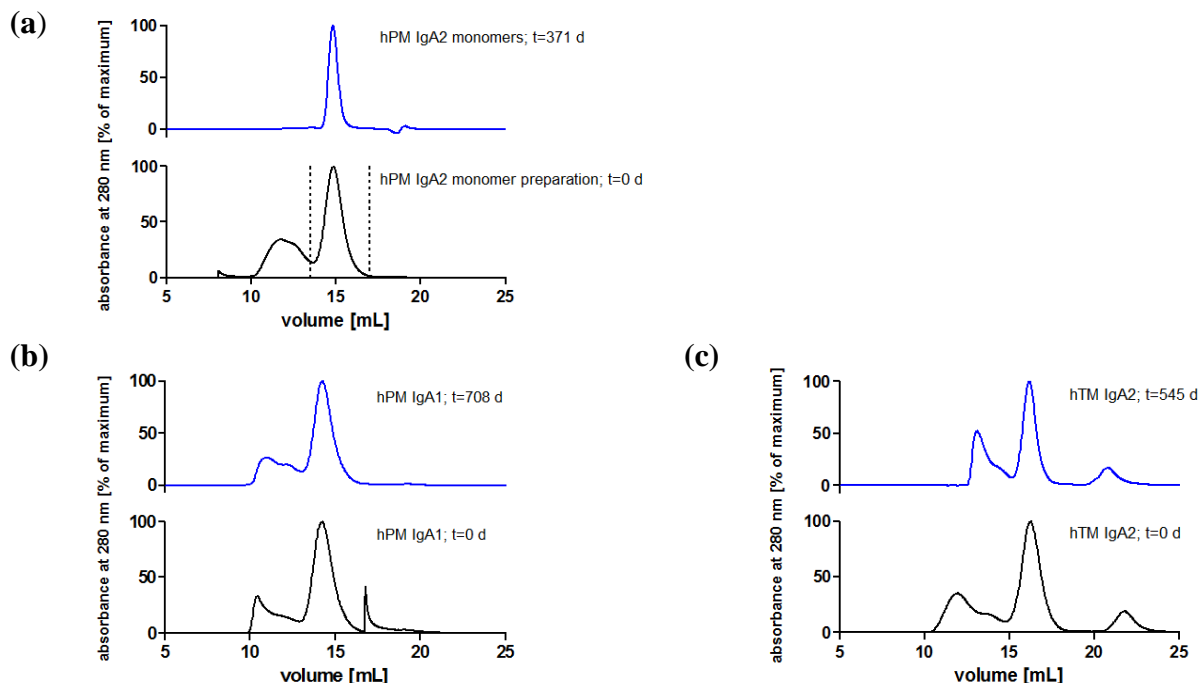 (a)
absorbance at 280 nm [% of maximum]
100
50
0
hPM IgA2 monomers; t=371 d
100
50
0
hPM IgA2 monomer preparation; t=0 d
5 10 15 20 25
volume [mL]
(b)
absorbance at 280 nm [% of maximum]
100
50
0
hPM IgA1; t=708 d
100
50
0
hPM IgA1; t=0 d
5 10 15 20 25
volume [mL]
(c)
absorbance at 280 nm [% of maximum]
100
50
0
hTM IgA2; t=545 d
100
50
0
hTM IgA2; t=0 d
5 10 15 20 25
volume [mL]